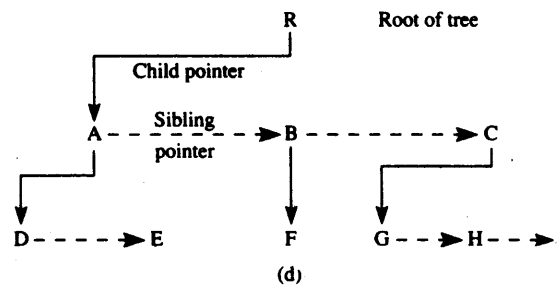 R Root of tree
Child pointer
A Sibling pointer B C
D E F G H
(d)